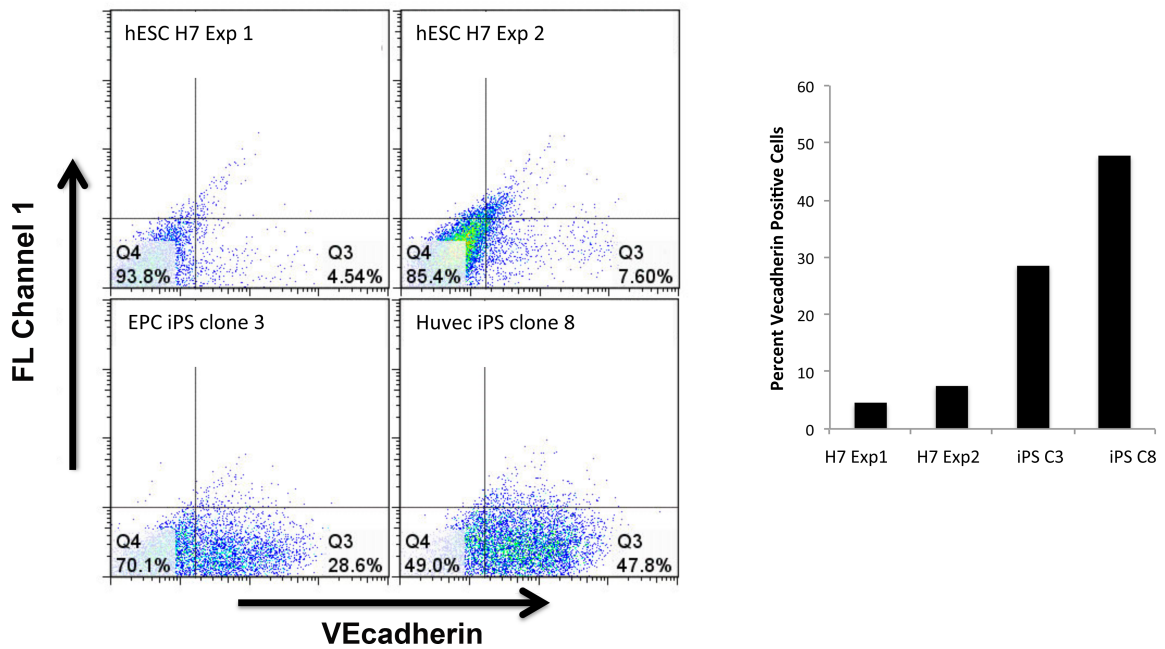 hESC H7 Exp 1
Q4
93.8%
Q3
4.54%
hESC H7 Exp 2
Q4
85.4%
Q3
7.60%
EPC iPS clone 3
Q4
70.1%
Q3
28.6%
Huvec iPS clone 8
Q4
49.0%
Q3
47.8%
FL Channel 1
VEcadherin
Percent Vecadherin Positive Cells
60
50
40
30
20
10
0
H7 Exp1
H7 Exp2
iPS C3
iPS C8